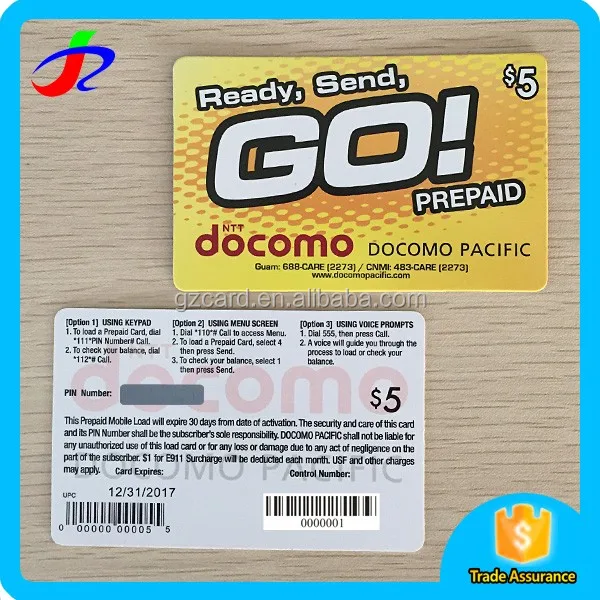 JR
Ready, Send,
$5
GO!
PREPAID
NTT
docomo DOCOMO PACIFIC
Guam: 688-CARE (2273) / CNMI: 483-CARE (2273)
www.docomopacific.com
gzcard.en.alibaba.com
[Option 1] USING KEYPAD
1. To load a Prepaid Card, dial
*111*PIN Number# Call.
2. To check your balance, dial
*112*# Call.
[Option 2] USING MENU SCREEN
1. Dial *110*# Call to access Menu.
2. To load a Prepaid Card, select 4
then press Send.
3. To check your balance, select 1
then press Send.
[Option 3] USING VOICE PROMPTS
1. Dial 555, then press Call.
2. A voice will guide you through the
process to load or check your
balance.
NTT
docomo
PIN Number:
$5
This Prepaid Mobile Load will expire 30 days from date of activation. The security and care of this card
and its PIN Number shall be the subscriber's sole responsibility. DOCOMO PACIFIC shall not be liable for
any unauthorized use of this load card or for any loss or damage due to any act of negligence on the
part of the subscriber. $1 for E911 Surcharge will be deducted each month. USF and other charges
may apply. Card Expires: Control Number:
DOCOMO PACIFIC
UPC 12/31/2017
0 00000 00005 5
0000001
$
Trade Assurance